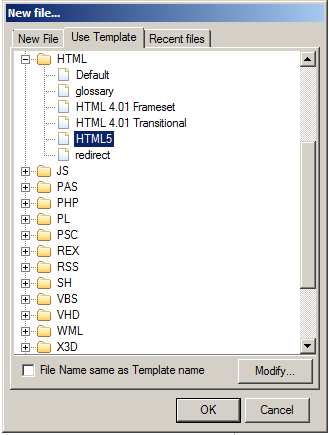 New file...
New File Use Template Recent files
HTML
Default
glossary
HTML 4.01 Frameset
HTML 4.01 Transitional
HTML5
redirect
JS
PAS
PHP
PL
PSC
REX
RSS
SH
VBS
VHD
WML
X3D
File Name same as Template name Modify...
OK Cancel